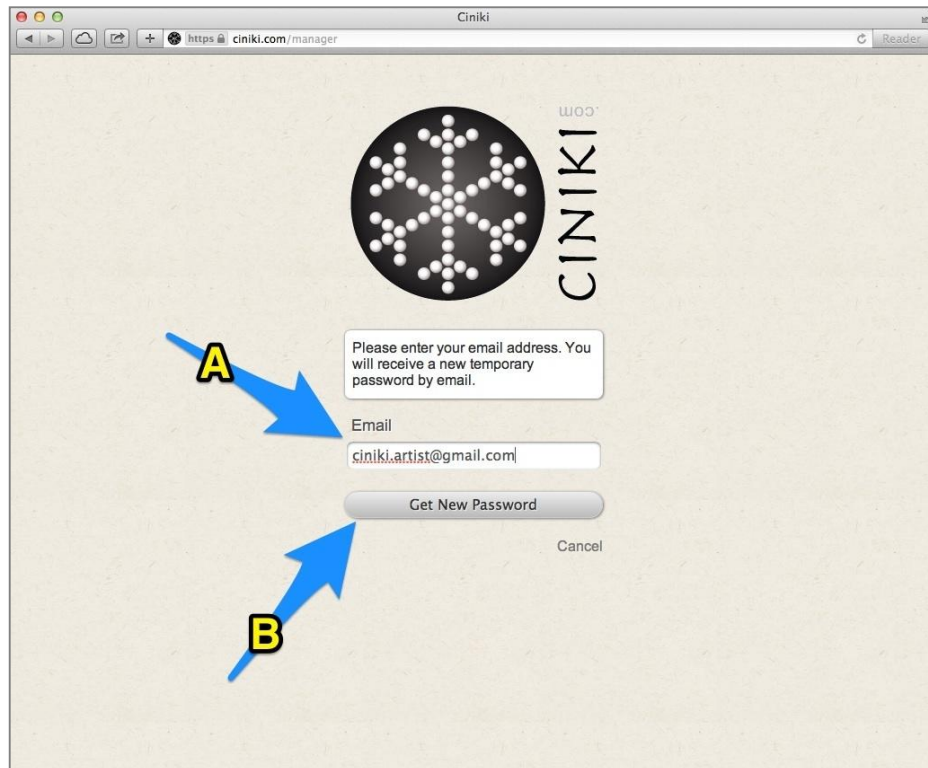 Ciniki
https ciniki.com/manager
Reader
.com
CINIKI
Please enter your email address. You
will receive a new temporary
password by email.
A
Email
ciniki.artist@gmail.com
Get New Password
Cancel
B